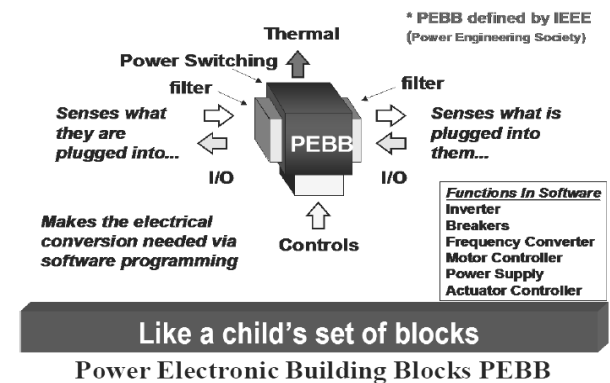 * PEBB defined by IEEE
(Power Engineering Society)
Thermal
Power Switching
filter
filter
Senses what
they are
plugged into...
PEBB
Senses what is
plugged into
them...
I/O
I/O
Makes the electrical
conversion needed via
software programming
Controls
Functions In Software
Inverter
Breakers
Frequency Converter
Motor Controller
Power Supply
Actuator Controller
Like a child's set of blocks
Power Electronic Building Blocks PEBB